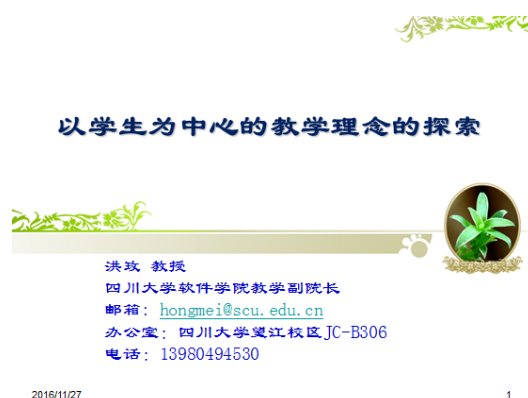 以学生为中心的教学理念的探索
洪玫 教授
四川大学软件学院教学副院长
邮箱：hongmei@scu.edu.cn
办公室：四川大学望江校区JC-B306
电话：13980494530
2016/11/27
1